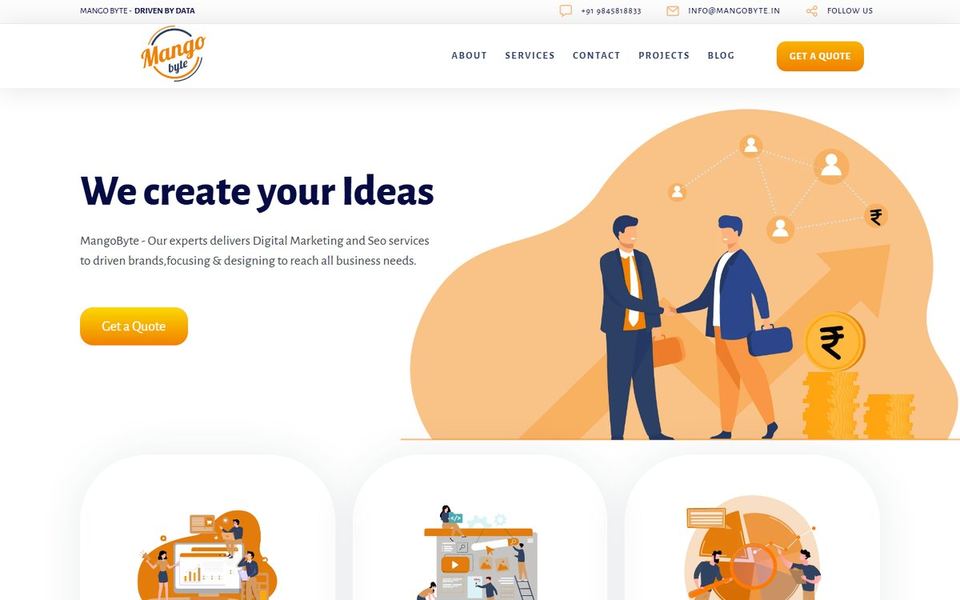 MANGO BYTE - DRIVEN BY DATA
+91 9845818833
INFO@MANGOBYTE.IN
FOLLOW US
Mango
byte
ABOUT
SERVICES
CONTACT
PROJECTS
BLOG
GET A QUOTE
We create your Ideas
MangoByte - Our experts delivers Digital Marketing and Seo services
to driven brands,focusing & designing to reach all business needs.
Get a Quote
₹
₹